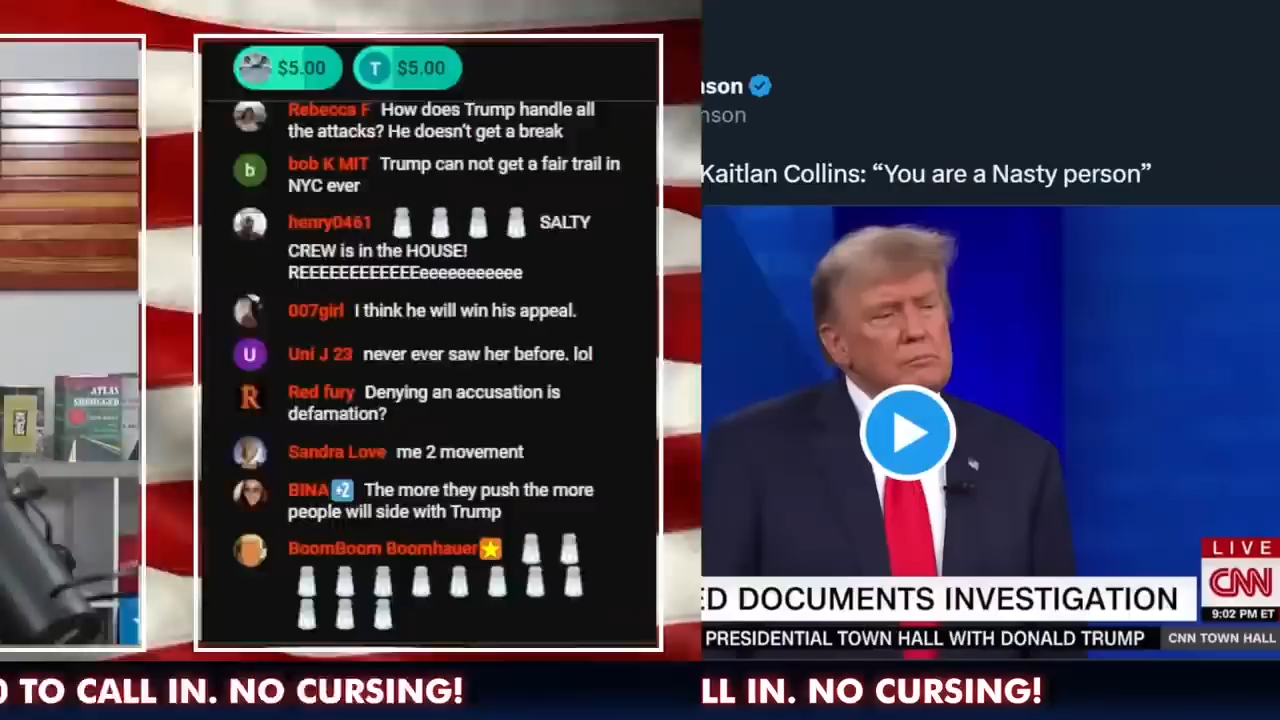 $5.00
T $5.00
Rebecca F How does Trump handle all
the attacks? He doesn't get a break
b bob K MIT Trump can not get a fair trail in
NYC ever
henry0461 SALTY
CREW is in the HOUSE!
REEEEEEEEEEEEeeeeeeeeeee
007girl I think he will win his appeal.
U Uni J 23 never ever saw her before. lol
R Red fury Denying an accusation is
defamation?
Sandra Love me 2 movement
BINA +2 The more they push the more
people will side with Trump
BoomBoom Boomhauer
ATLAS
SHRUGGED
0 TO CALL IN. NO CURSING!
nson
nson
Kaitlan Collins: “You are a Nasty person”
LIVE
CNN
9:02 PM ET
ED DOCUMENTS INVESTIGATION
PRESIDENTIAL TOWN HALL WITH DONALD TRUMP
CNN TOWN HALL
LL IN. NO CURSING!